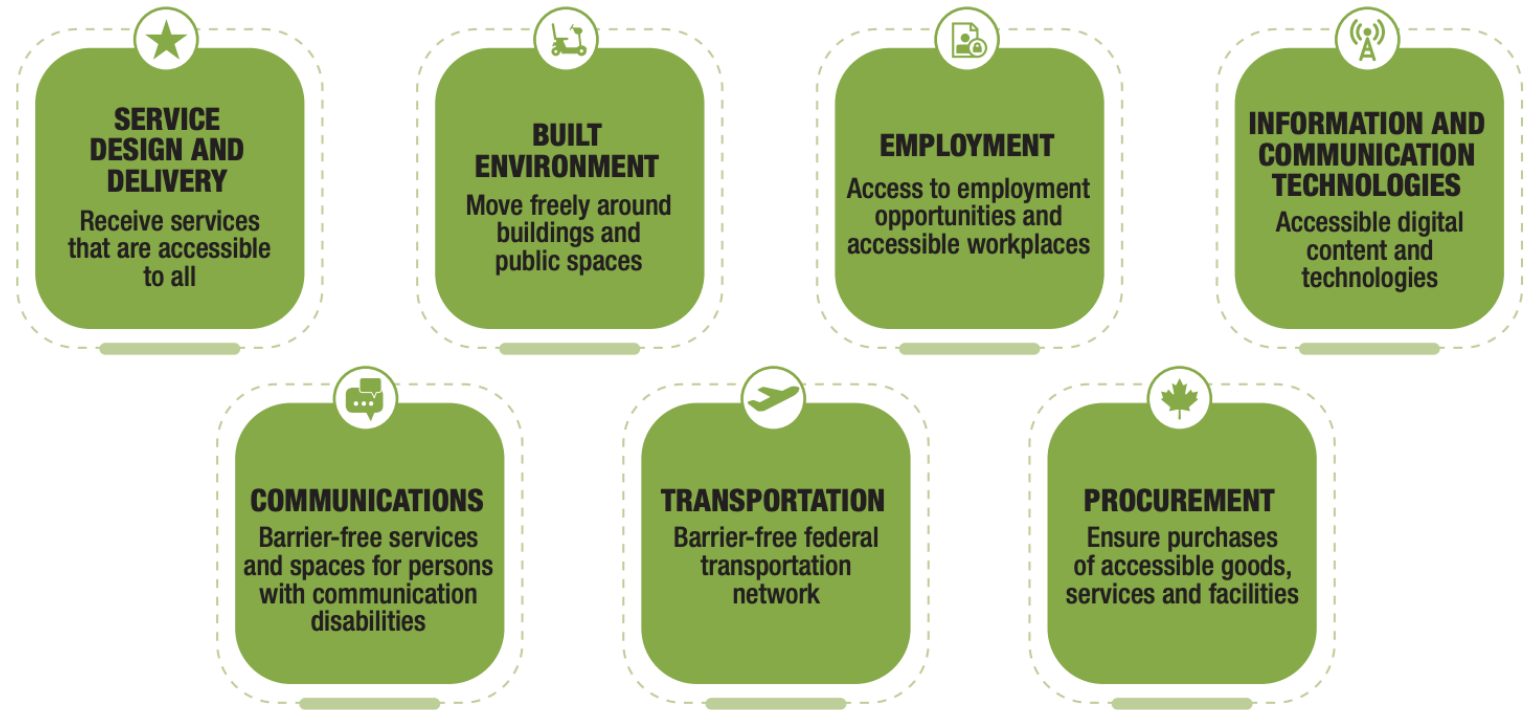 SERVICE
DESIGN AND
DELIVERY
Receive services
that are accessible
to all
BUILT
ENVIRONMENT
Move freely around
buildings and
public spaces
EMPLOYMENT
Access to employment
opportunities and
accessible workplaces
INFORMATION AND
COMMUNICATION
TECHNOLOGIES
Accessible digital
content and
technologies
COMMUNICATIONS
Barrier-free services
and spaces for persons
with communication
disabilities
TRANSPORTATION
Barrier-free federal
transportation
network
PROCUREMENT
Ensure purchases
of accessible goods,
services and facilities